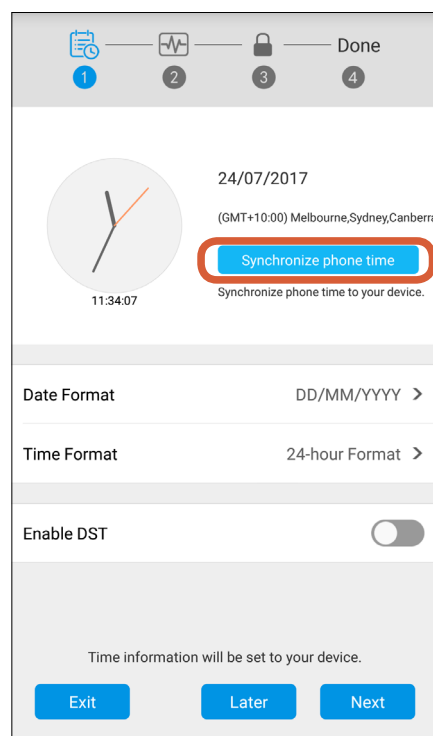 Done
1 2 3 4
24/07/2017
(GMT+10:00) Melbourne,Sydney,Canberra
Synchronize phone time
Synchronize phone time to your device.
11:34:07
Date Format DD/MM/YYYY >
Time Format 24-hour Format >
Enable DST
Time information will be set to your device.
Exit Later Next